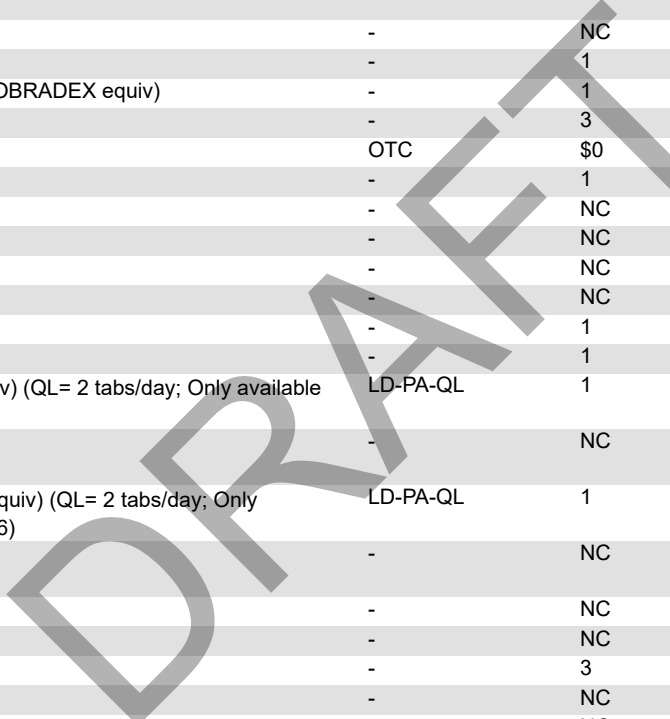 - NC
- 1
OBRADEX equiv) - 1
- 3
OTC $0
- 1
- NC
- NC
- NC
- NC
- 1
- 1
v) (QL= 2 tabs/day; Only available LD-PA-QL 1
- NC
quiv) (QL= 2 tabs/day; Only LD-PA-QL 1
6)
- NC
- NC
- NC
- 3
- NC
DRAFT